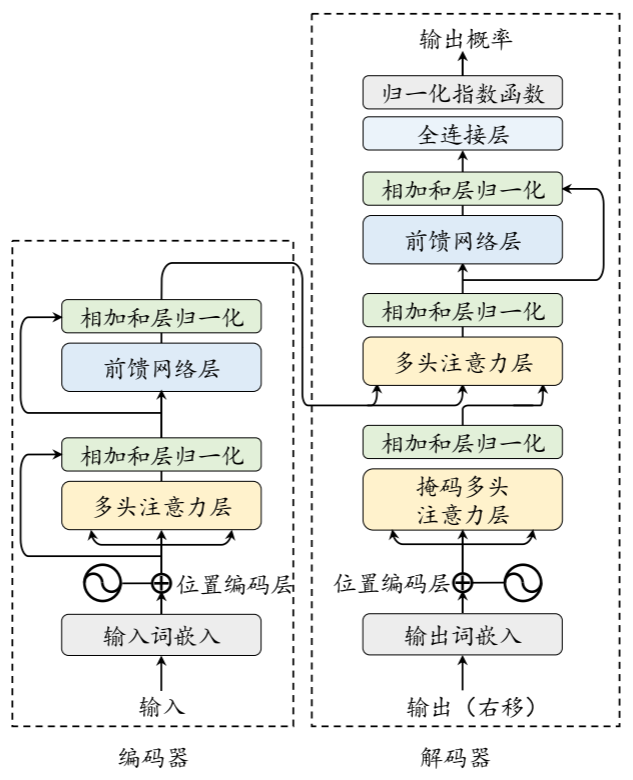 输出概率
归一化指数函数
全连接层
相加和层归一化
前馈网络层
相加和层归一化
多头注意力层
相加和层归一化
掩码多头
注意力层
位置编码层
输出词嵌入
输出（右移）
解码器
相加和层归一化
前馈网络层
相加和层归一化
多头注意力层
位置编码层
输入词嵌入
输入
编码器